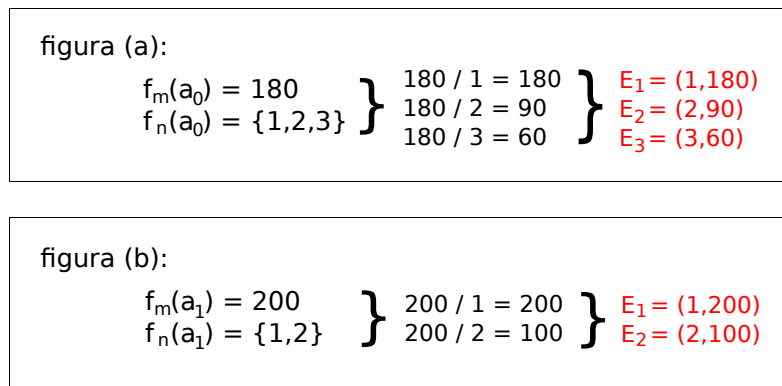 figura (a):
fm(a0) = 180
fn(a0) = {1,2,3}
}
180 / 1 = 180
180 / 2 = 90
180 / 3 = 60
}
E1 = (1,180)
E2 = (2,90)
E3 = (3,60)
figura (b):
fm(a1) = 200
fn(a1) = {1,2}
}
200 / 1 = 200
200 / 2 = 100
}
E1 = (1,200)
E2 = (2,100)